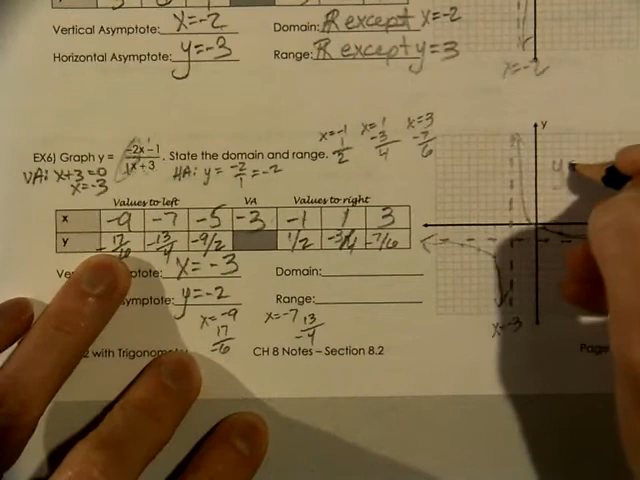 x=-2
Vertical Asymptote: x=-2 Domain: ℝ except x=-2
Horizontal Asymptote: y=-3 Range: ℝ except y=3
x=-2
x=-1 x=1 x=3
1/2 -3/4 -7/6
y
EX6) Graph y = -2x-1 / 1x+3. State the domain and range.
VA: x+3=0 HA: y = -2/1 = -2
x=-3
Values to left VA Values to right
x -9 -7 -5 -3 -1 1 3
y -17/6 -13/4 -9/2 1/2 -3/4 -7/6
x=-3 Domain:
y=-2 Range:
x=-9 x=-7
17/-6 13/-4
x=-3
2 with Trigonomet CH 8 Notes – Section 8.2 Page